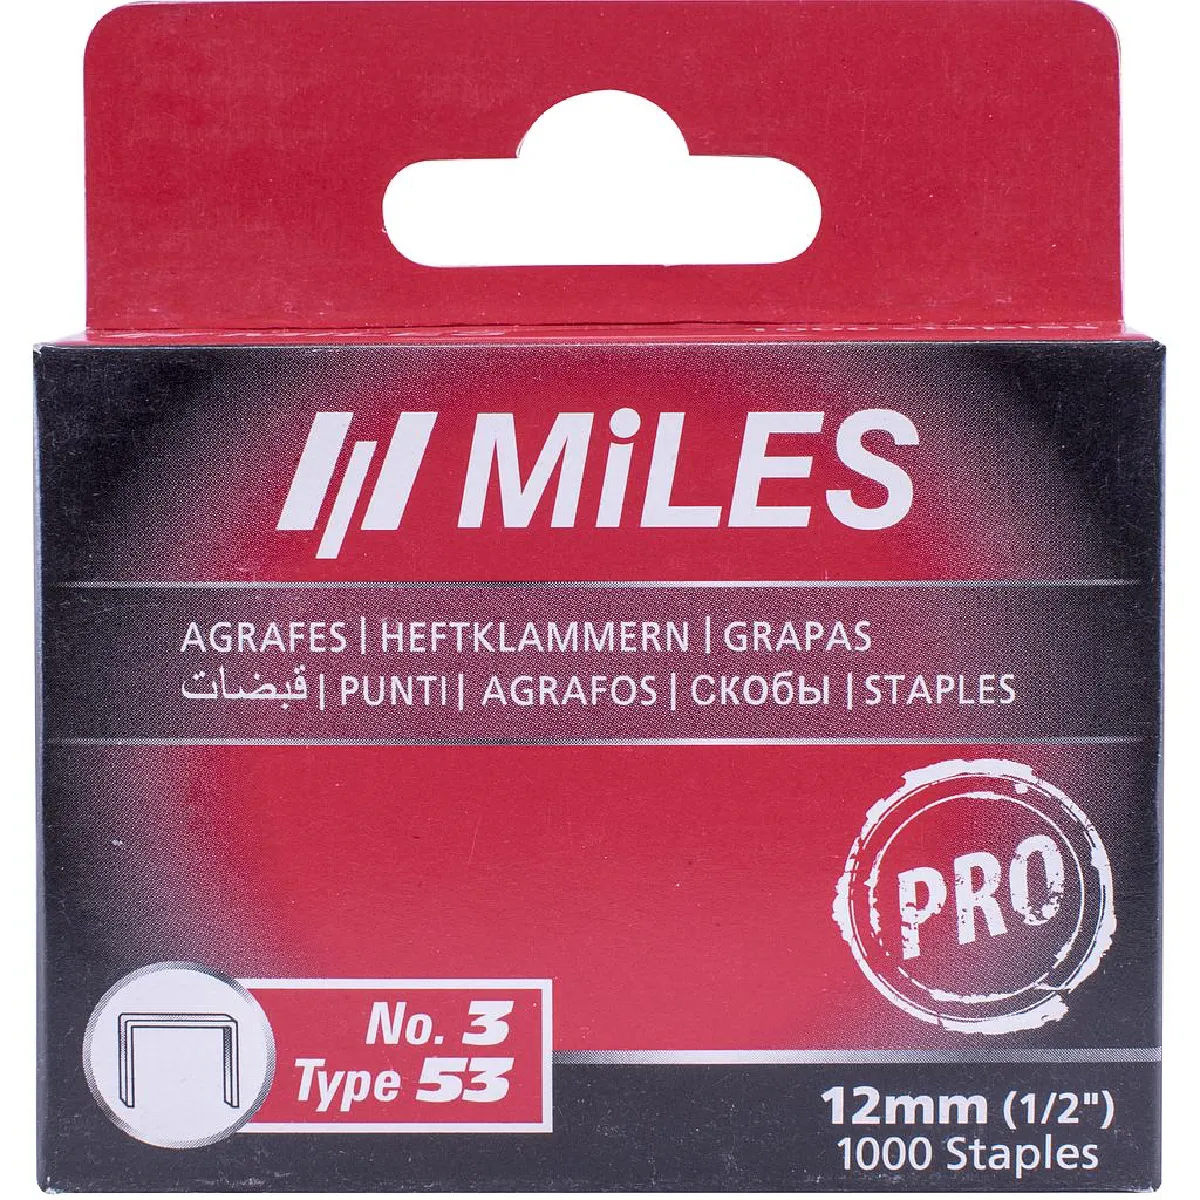 MiLES
AGRAFES | HEFTKLAMMERN | GRAPAS
قبضات | PUNTI | AGRAFOS | СКОбЫ | STAPLES
PRO
No. 3
Type 53
12mm (1/2")
1000 Staples